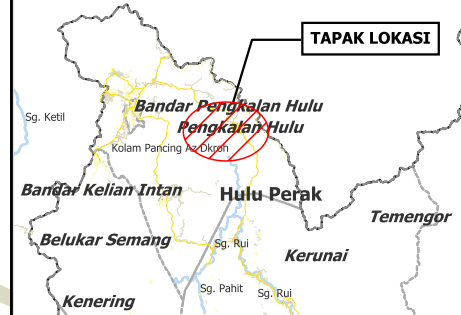 TAPAK LOKASI
Bandar Pengkalan Hulu
Sg. Ketil
Pengkalan Hulu
Kolam Pancing Az Dkroh
Bandar Kelian Intan
Hulu Perak
Temengor
Belukar Semang
Sg. Rui
Kerunai
Sg. Pahit
Sg. Rui
Kenering